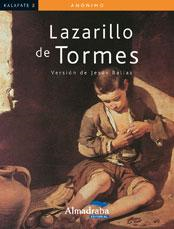 KALAFATE 2
ANÓNIMO
Lazarillo
de Tormes
Versión de Jesús Ballaz
Almadraba
EDITORIAL